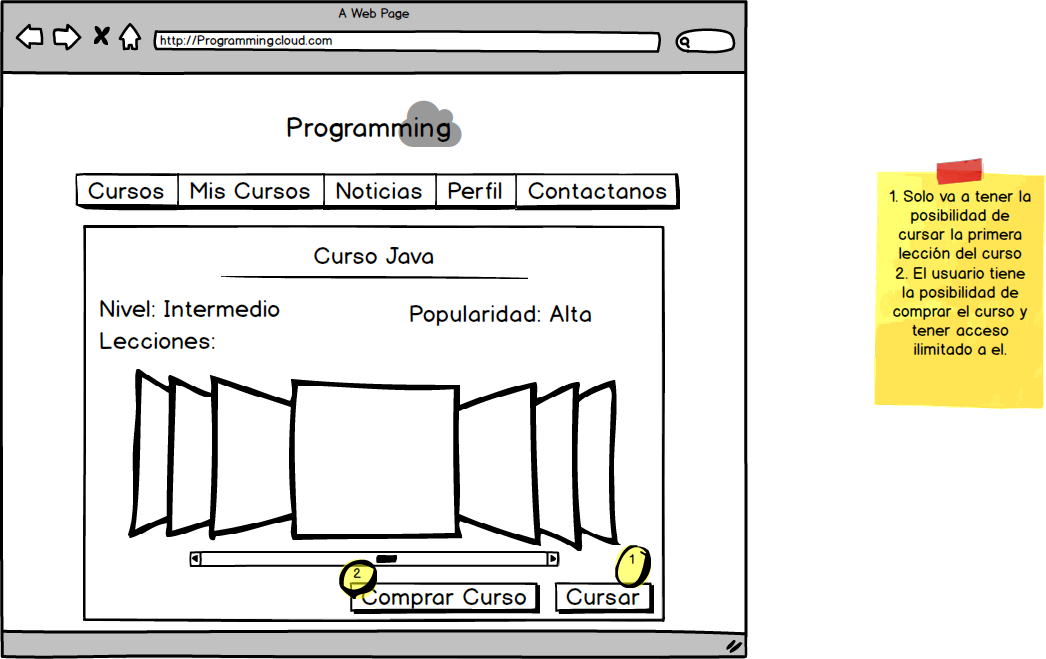 A Web Page
http://Programmingcloud.com
Programming
Cursos Mis Cursos Noticias Perfil Contactanos
Curso Java
Nivel: Intermedio
Popularidad: Alta
Lecciones:
2
1
Comprar Curso
Cursar
1. Solo va a tener la
posibilidad de
cursar la primera
lección del curso
2. El usuario tiene
la posibilidad de
comprar el curso y
tener acceso
ilimitado a el.